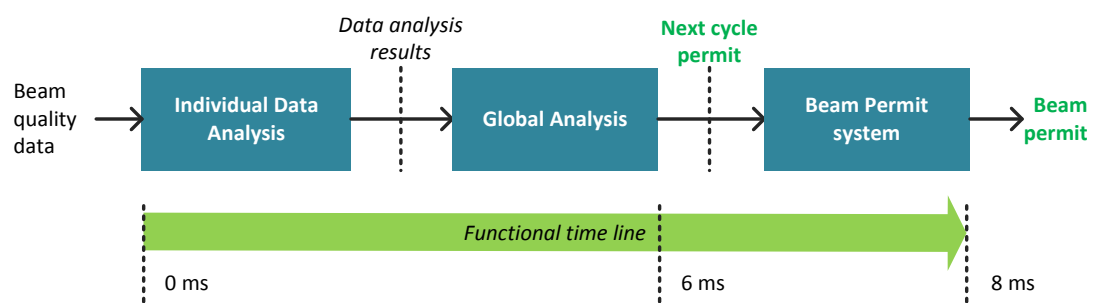 Beam
quality
data
Individual Data
Analysis
Data analysis
results
Global Analysis
Next cycle
permit
Beam Permit
system
Beam
permit
Functional time line
0 ms
6 ms
8 ms